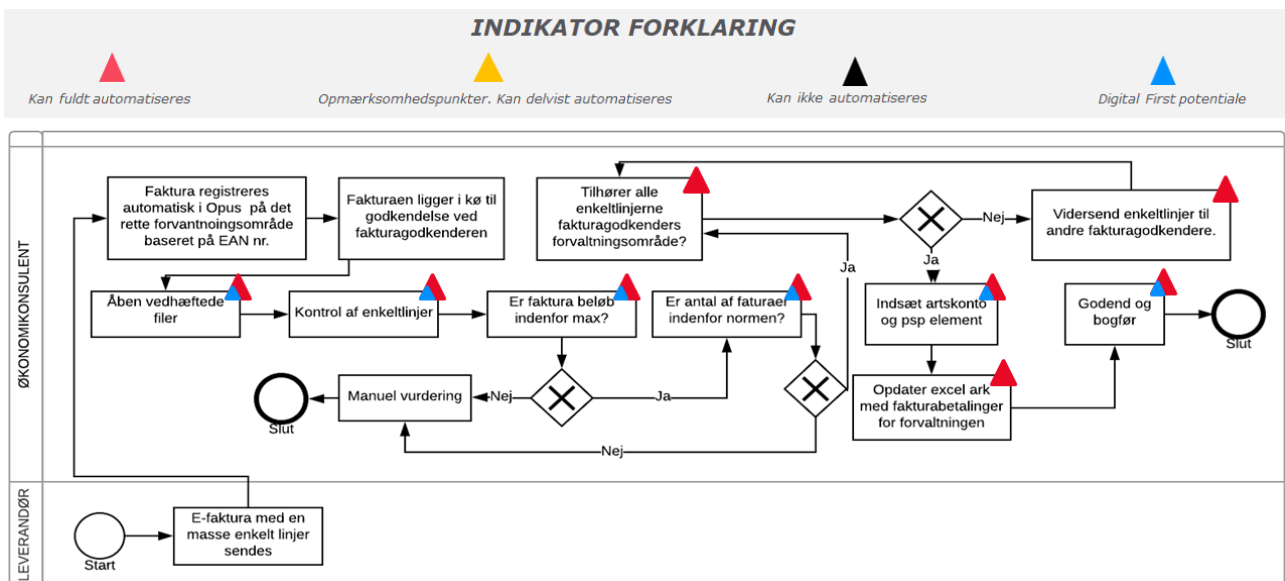 INDIKATOR FORKLARING
Kan fuldt automatiseres
Opmærksomhedspunkter. Kan delvist automatiseres
Kan ikke automatiseres
Digital First potentiale
ØKONOMIKONSULENT
Faktura registreres
automatisk i Opus på det
rette forvantnoingsområde
baseret på EAN nr.
Fakturaen ligger i kø til
godkendelse ved
fakturagodkenderen
Tilhører alle
enkeltlinjerne
fakturagodkenders
forvaltningsområde?
Nej
Vidersend enkeltlinjer til
andre fakturagodkendere.
Ja
Ja
Åben vedhæftede
filer
Kontrol af enkeltlinjer
Er faktura beløb
indenfor max?
Er antal af faturaer
indenfor normen?
Indsæt artskonto
og psp element
Godend og
bogfør
Slut
Slut
Manuel vurdering
Nej
Ja
Nej
Opdater excel ark
med fakturabetalinger
for forvaltningen
LEVERANDØR
Start
E-faktura med en
masse enkelt linjer
sendes